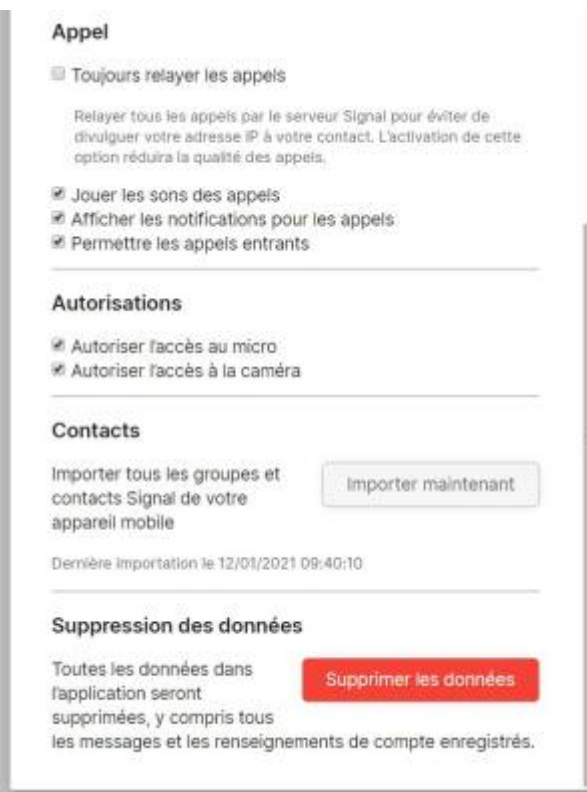 Appel
Toujours relayer les appels
Relayer tous les appels par le serveur Signal pour éviter de
divulguer votre adresse IP à votre contact. L'activation de cette
option réduira la qualité des appels.
Jouer les sons des appels
Afficher les notifications pour les appels
Permettre les appels entrants
Autorisations
Autoriser l'accès au micro
Autoriser l'accès à la caméra
Contacts
Importer tous les groupes et
contacts Signal de votre
appareil mobile
Importer maintenant
Dernière importation le 12/01/2021 09:40:10
Suppression des données
Toutes les données dans
l'application seront
supprimées, y compris tous
les messages et les renseignements de compte enregistrés.
Supprimer les données